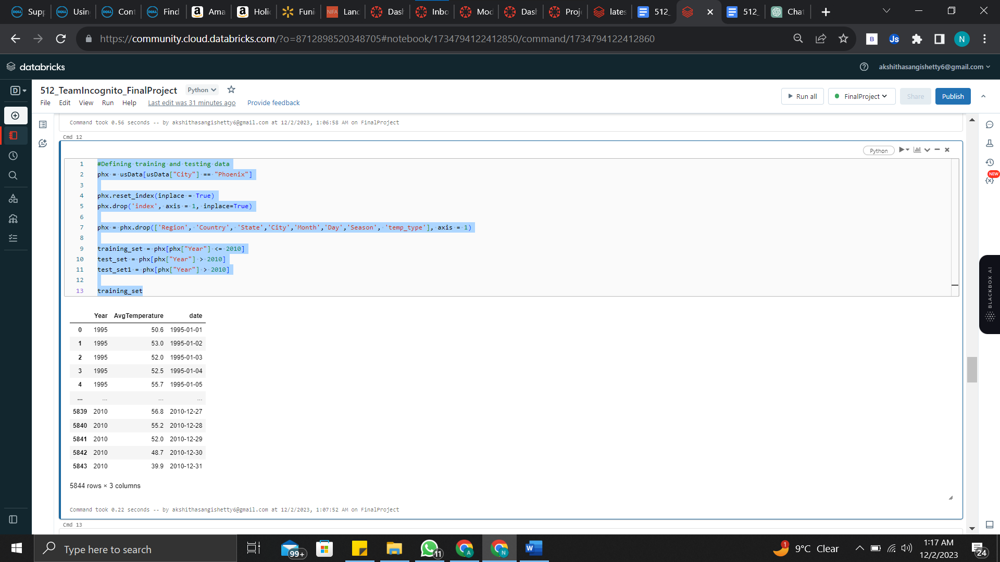 Supp
Usin
Cont
Find
Ama
Holid
Funi
NIFA
Land
Dash
Inbo
Mod
Dash
Proje
lates
512_
512_
Chat
https://community.cloud.databricks.com/?o=8712898520348705#notebook/1734794122412850/command/1734794122412860
B
Js
N
databricks
akshithasangishetty6@gmail.com
D
512_TeamIncognito_FinalProject
Python
File Edit View Run Help Last edit was 31 minutes ago Provide feedback
Run all
FinalProject
Share
Publish
Command took 0.56 seconds -- by akshithasangishetty6@gmail.com at 12/2/2023, 1:06:58 AM on FinalProject
NEW
Cmd 12
Python
1 #Defining training and testing data
2 phx = usData[usData["City"] == "Phoenix"]
3
4 phx.reset_index(inplace = True)
5 phx.drop('index', axis = 1, inplace=True)
6
7 phx = phx.drop(['Region', 'Country', 'State','City','Month','Day','Season', 'temp_type'], axis = 1)
8
9 training_set = phx[phx["Year"] <= 2010]
10 test_set = phx[phx["Year"] > 2010]
11 test_set1 = phx[phx["Year"] > 2010]
12
13 training_set
BLACKBOX AI
Year AvgTemperature date
0 1995 50.6 1995-01-01
1 1995 53.0 1995-01-02
2 1995 52.0 1995-01-03
3 1995 52.5 1995-01-04
4 1995 55.7 1995-01-05
... ... ... ...
5839 2010 56.8 2010-12-27
5840 2010 55.2 2010-12-28
5841 2010 52.0 2010-12-29
5842 2010 48.7 2010-12-30
5843 2010 39.9 2010-12-31
5844 rows × 3 columns
Command took 0.22 seconds -- by akshithasangishetty6@gmail.com at 12/2/2023, 1:07:52 AM on FinalProject
Cmd 13
Type here to search
99+
11
A
N
W
1
9°C Clear
1:17 AM
12/2/2023
24